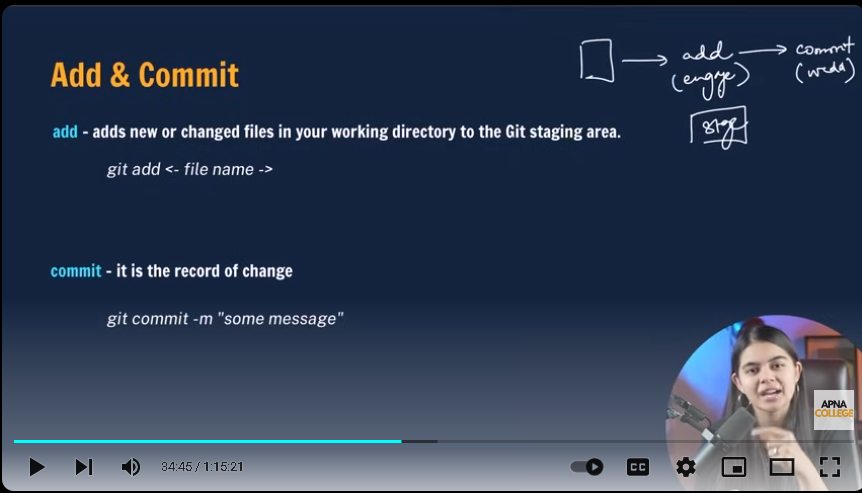 Add & Commit
add → commit
(engage) (wedd)
stage
add - adds new or changed files in your working directory to the Git staging area.
git add <- file name ->
commit - it is the record of change
git commit -m "some message"
APNA
COLLEGE
34:45 / 1:15:21
CC